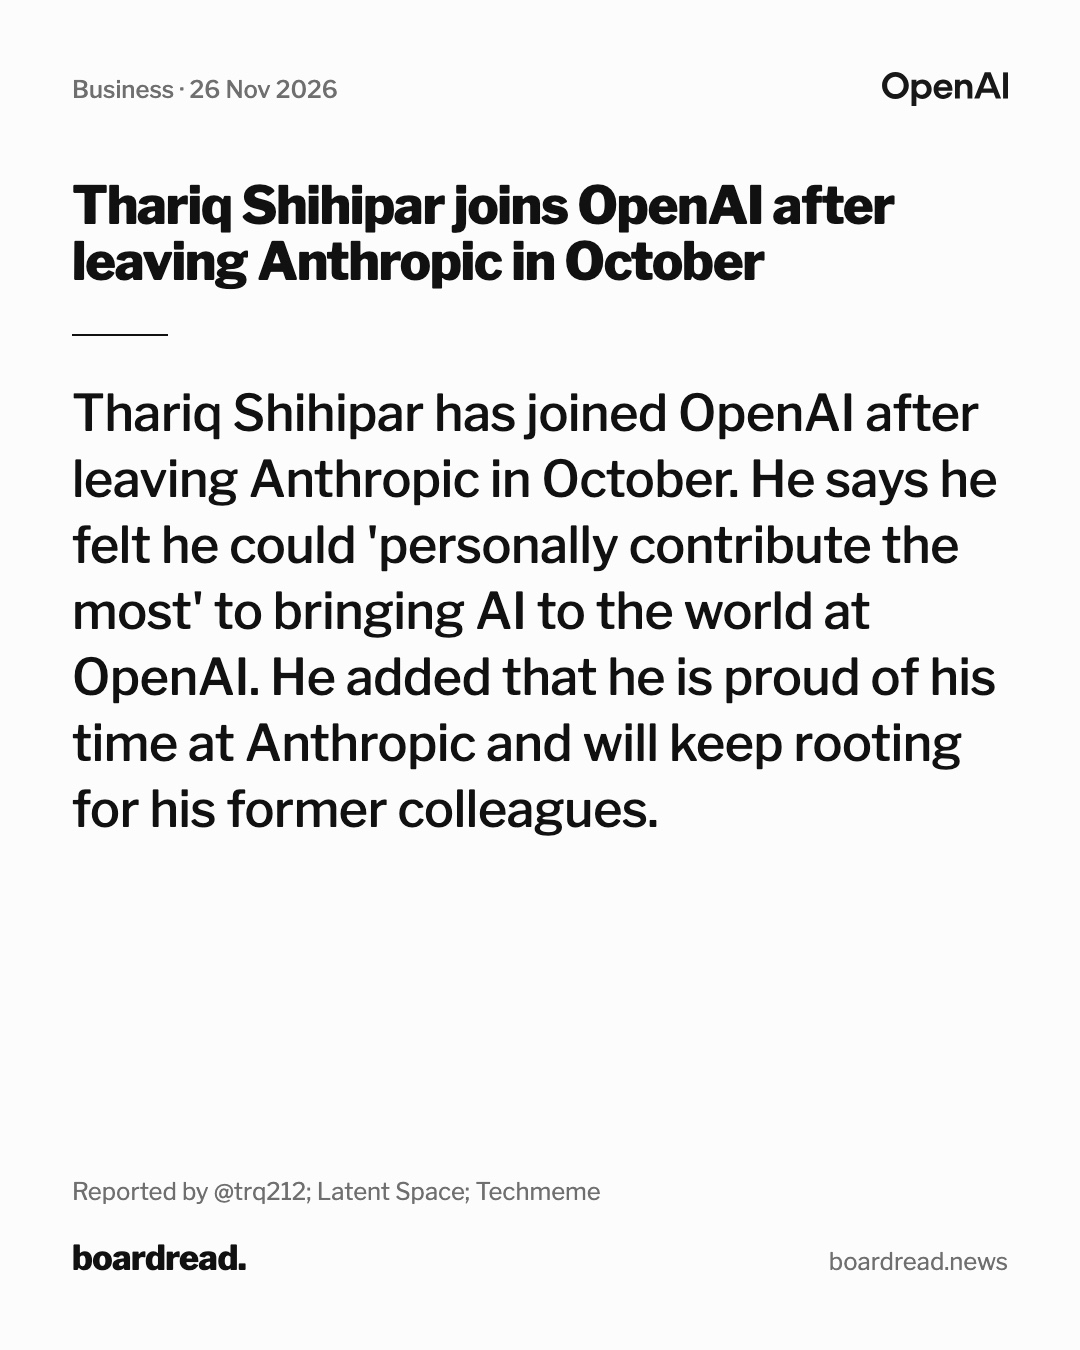 Business · 26 Nov 2026
OpenAI
Thariq Shihipar joins OpenAI after
leaving Anthropic in October
Thariq Shihipar has joined OpenAI after
leaving Anthropic in October. He says he
felt he could 'personally contribute the
most' to bringing AI to the world at
OpenAI. He added that he is proud of his
time at Anthropic and will keep rooting
for his former colleagues.
Reported by @trq212; Latent Space; Techmeme
boardread.
boardread.news